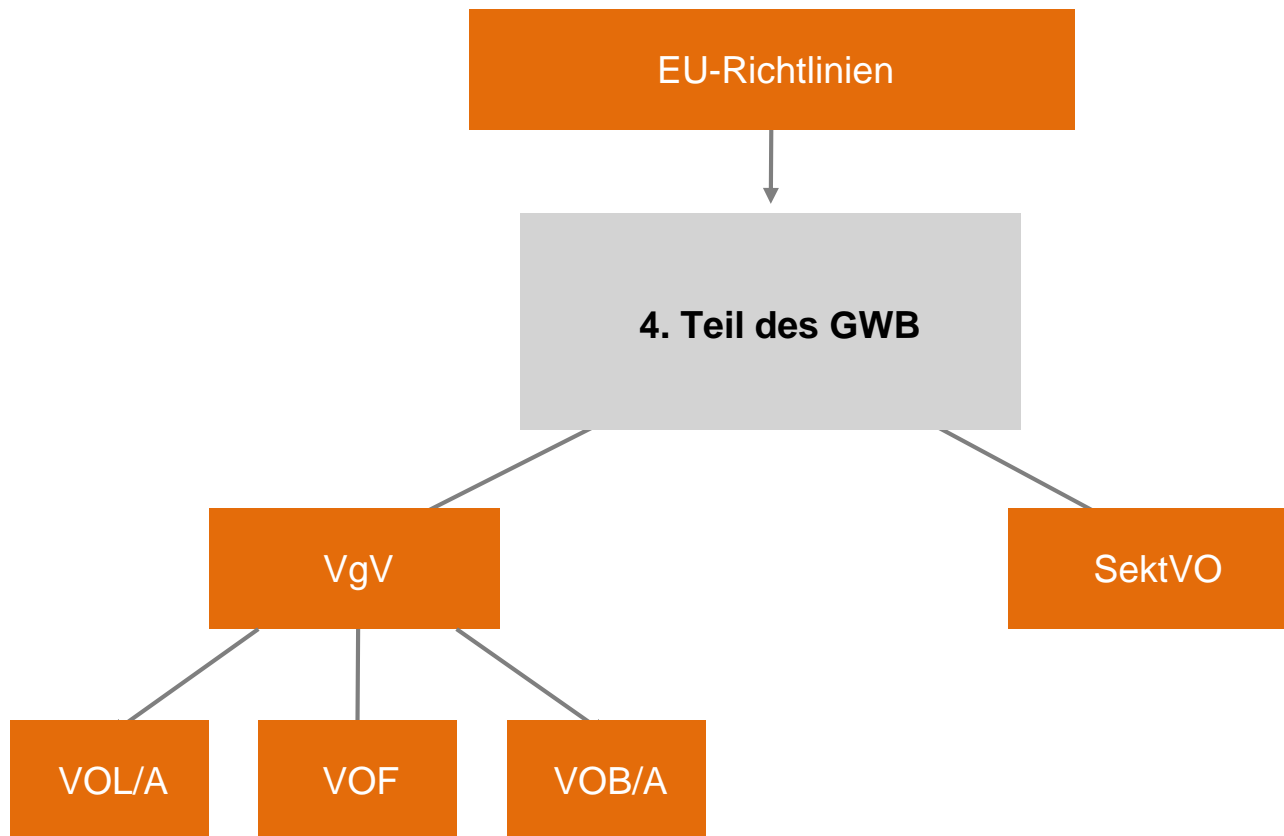 EU-Richtlinien
4. Teil des GWB
VgV
SektVO
VOL/A
VOF
VOB/A